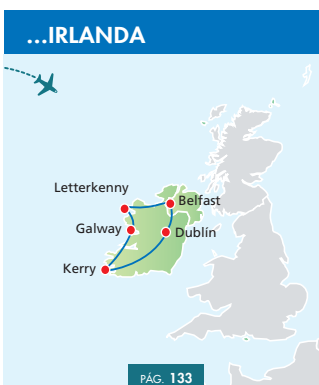 ...IRLANDA
Letterkenny
Belfast
Galway
Dublín
Kerry
PÁG. 133